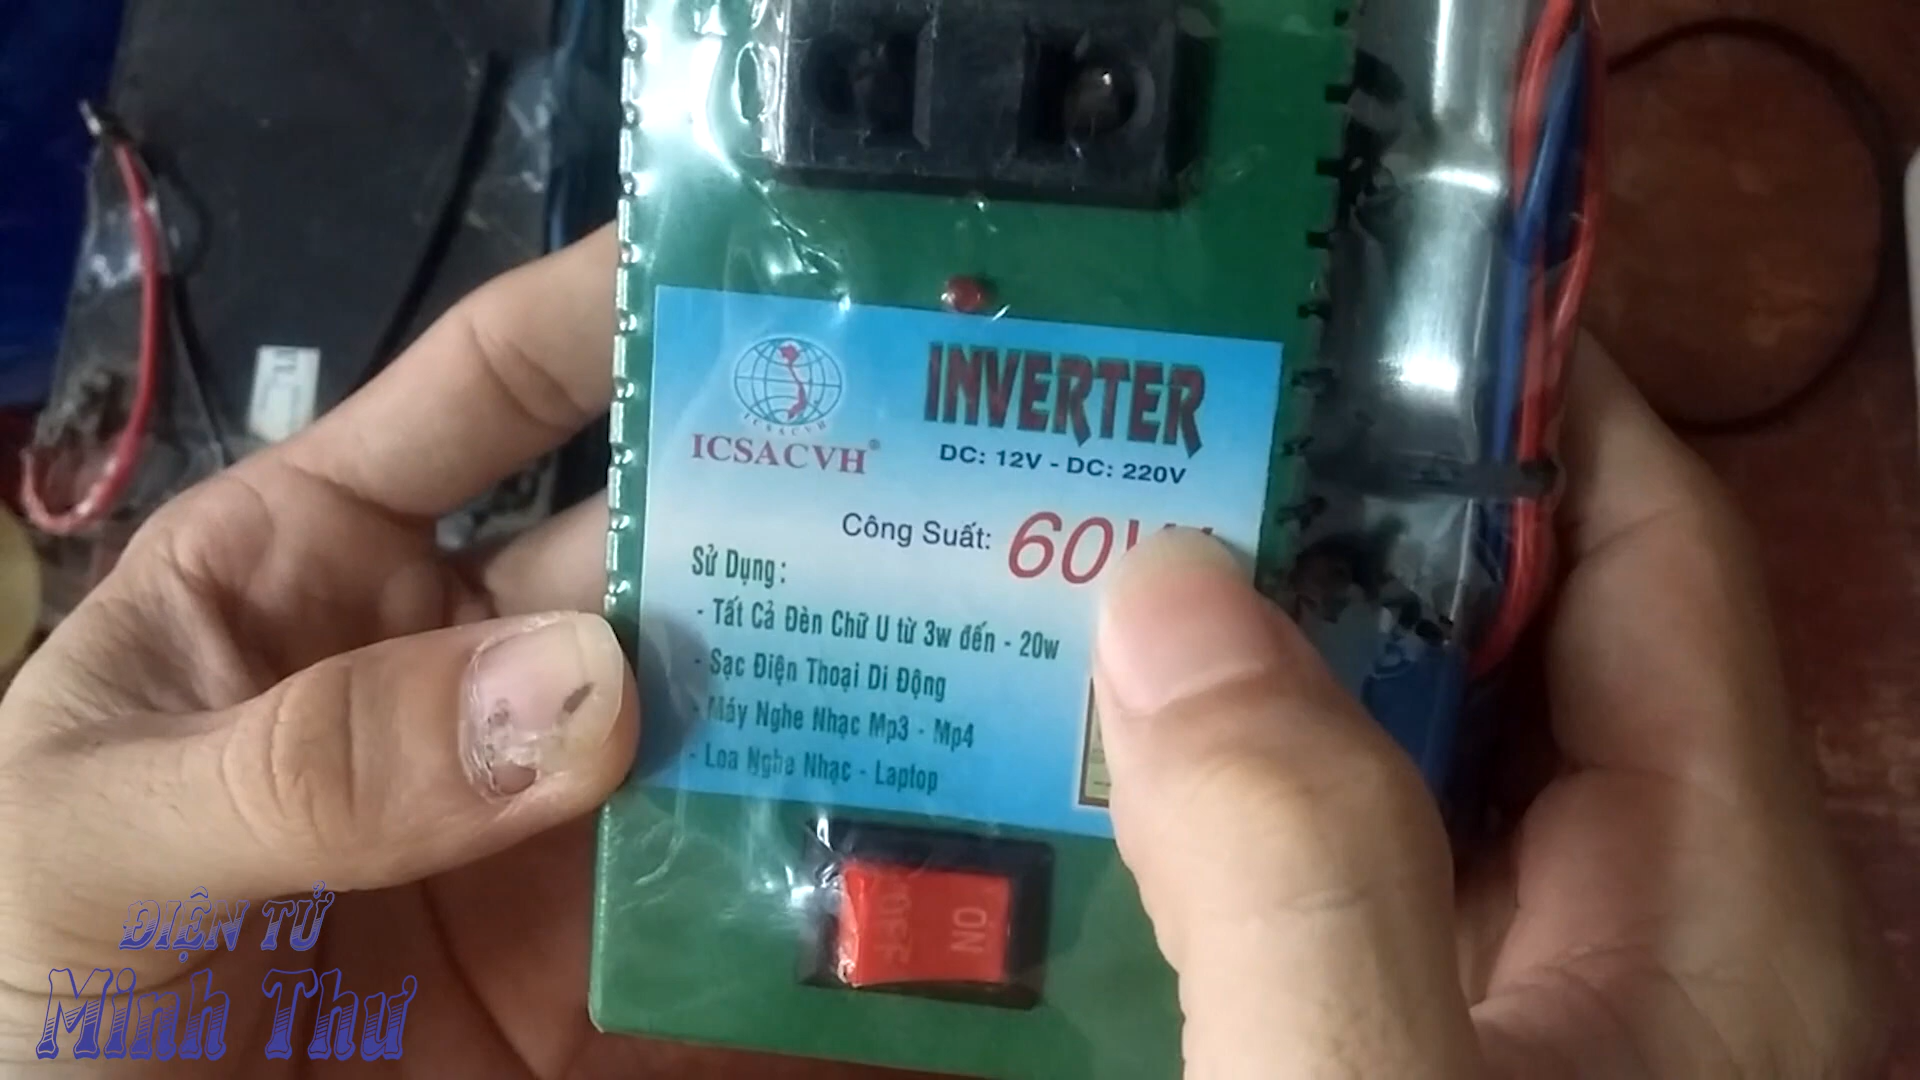 INVERTER
ICSACVH
ICSACVH®
DC: 12V - DC: 220V
Công Suất: 60W
Sử Dụng:
- Tất Cả Đèn Chữ U từ 3w đến - 20w
- Sạc Điện Thoại Di Động
- Máy Nghe Nhạc Mp3 - Mp4
- Loa Nghe Nhạc - Laptop
OFF
ON
ĐIỆN TỬ
Minh Thư